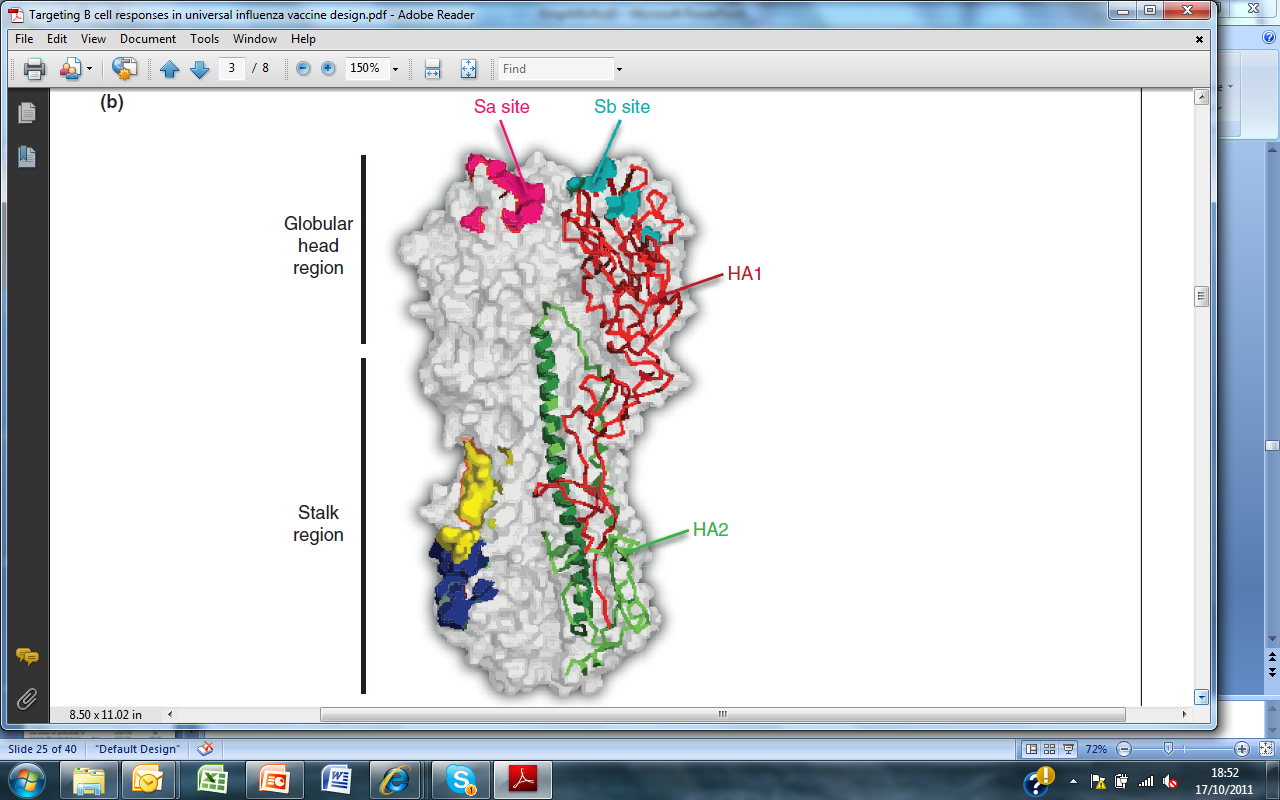 Targeting B cell responses in universal influenza vaccine design.pdf - Adobe Reader
File Edit View Document Tools Window Help
3 / 8 150% Find
(b)
Sa site Sb site
Globular
head
region
HA1
Stalk
region
HA2
8.50 x 11.02 in
Slide 25 of 40 "Default Design" 72%
18:52
17/10/2011